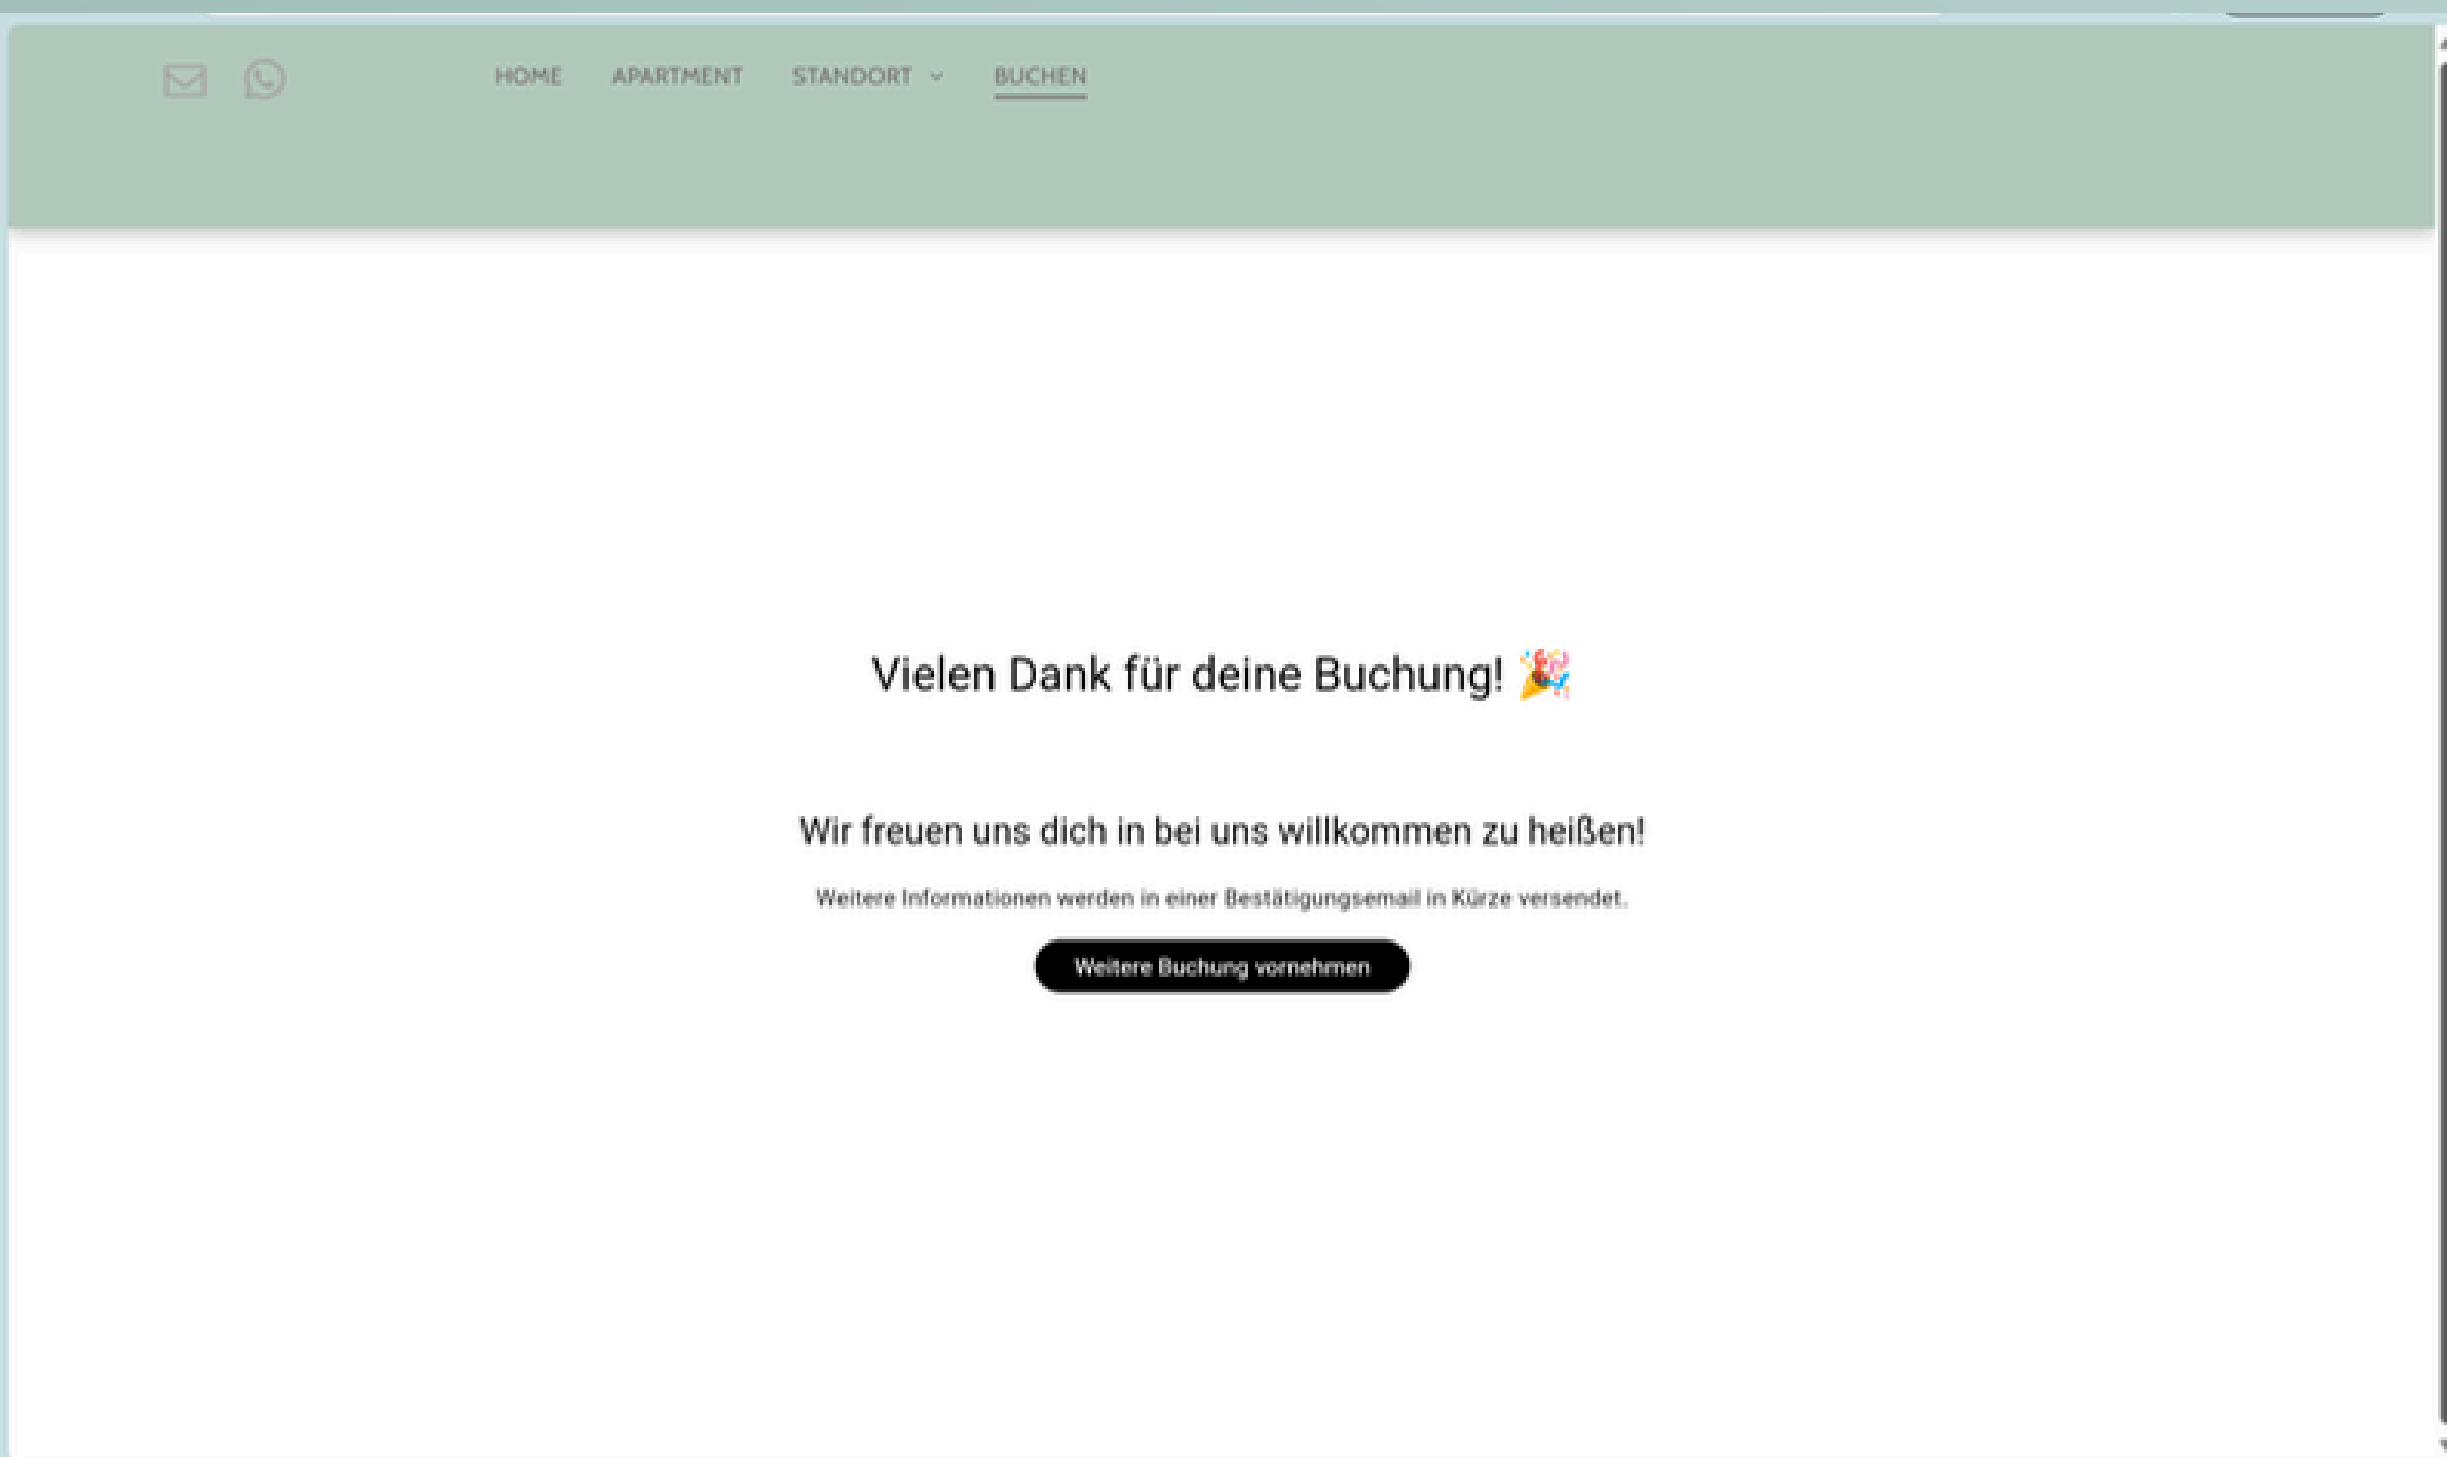 HOME APARTMENT STANDORT BUCHEN
Vielen Dank für deine Buchung! 🎉
Wir freuen uns dich in bei uns willkommen zu heißen!
Weitere Informationen werden in einer Bestätigungsemail in Kürze versendet.
Weitere Buchung vornehmen